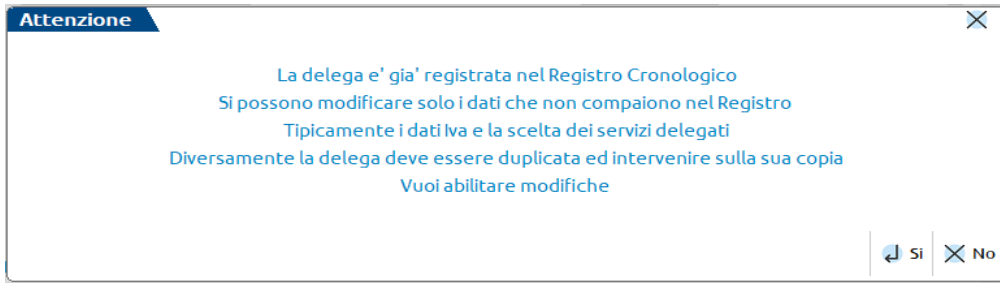 Attenzione
La delega e' gia' registrata nel Registro Cronologico
Si possono modificare solo i dati che non compaiono nel Registro
Tipicamente i dati Iva e la scelta dei servizi delegati
Diversamente la delega deve essere duplicata ed intervenire sulla sua copia
Vuoi abilitare modifiche
Si No